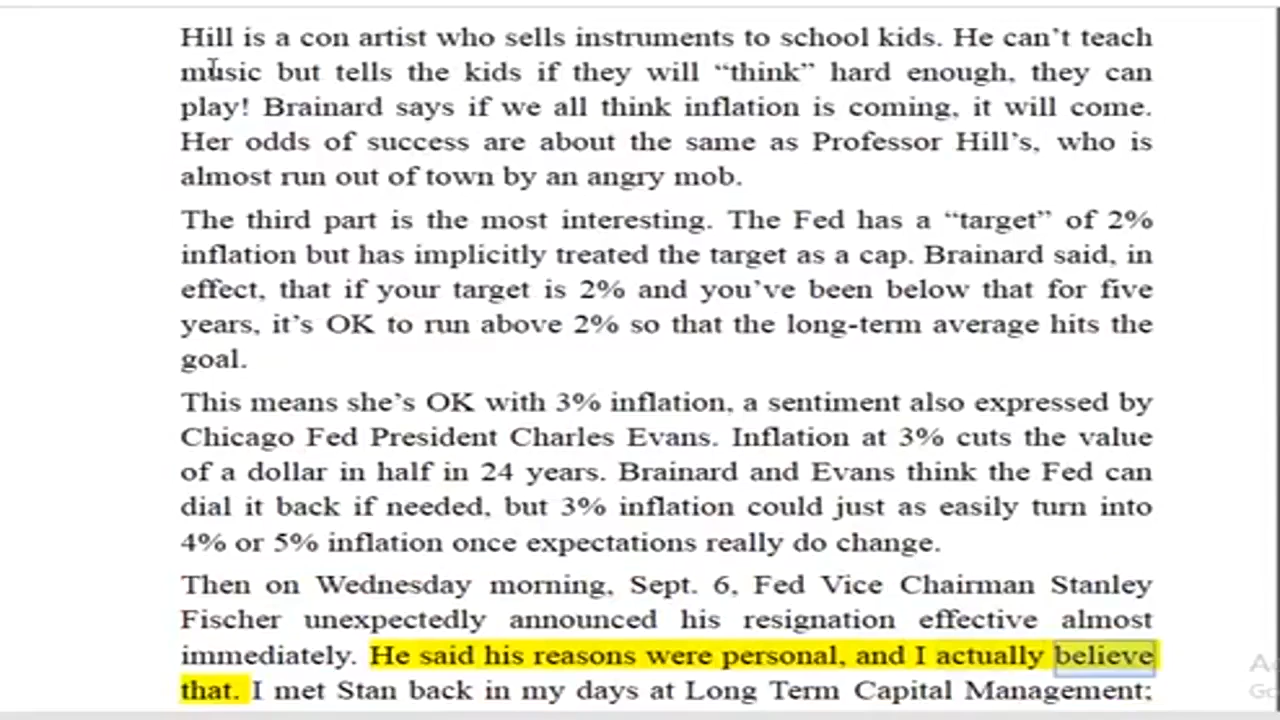 Hill is a con artist who sells instruments to school kids. He can't teach
music but tells the kids if they will “think” hard enough, they can
play! Brainard says if we all think inflation is coming, it will come.
Her odds of success are about the same as Professor Hill's, who is
almost run out of town by an angry mob.
The third part is the most interesting. The Fed has a “target” of 2%
inflation but has implicitly treated the target as a cap. Brainard said, in
effect, that if your target is 2% and you've been below that for five
years, it's OK to run above 2% so that the long-term average hits the
goal.
This means she's OK with 3% inflation, a sentiment also expressed by
Chicago Fed President Charles Evans. Inflation at 3% cuts the value
of a dollar in half in 24 years. Brainard and Evans think the Fed can
dial it back if needed, but 3% inflation could just as easily turn into
4% or 5% inflation once expectations really do change.
Then on Wednesday morning, Sept. 6, Fed Vice Chairman Stanley
Fischer unexpectedly announced his resignation effective almost
immediately. He said his reasons were personal, and I actually believe
that. I met Stan back in my days at Long Term Capital Management;